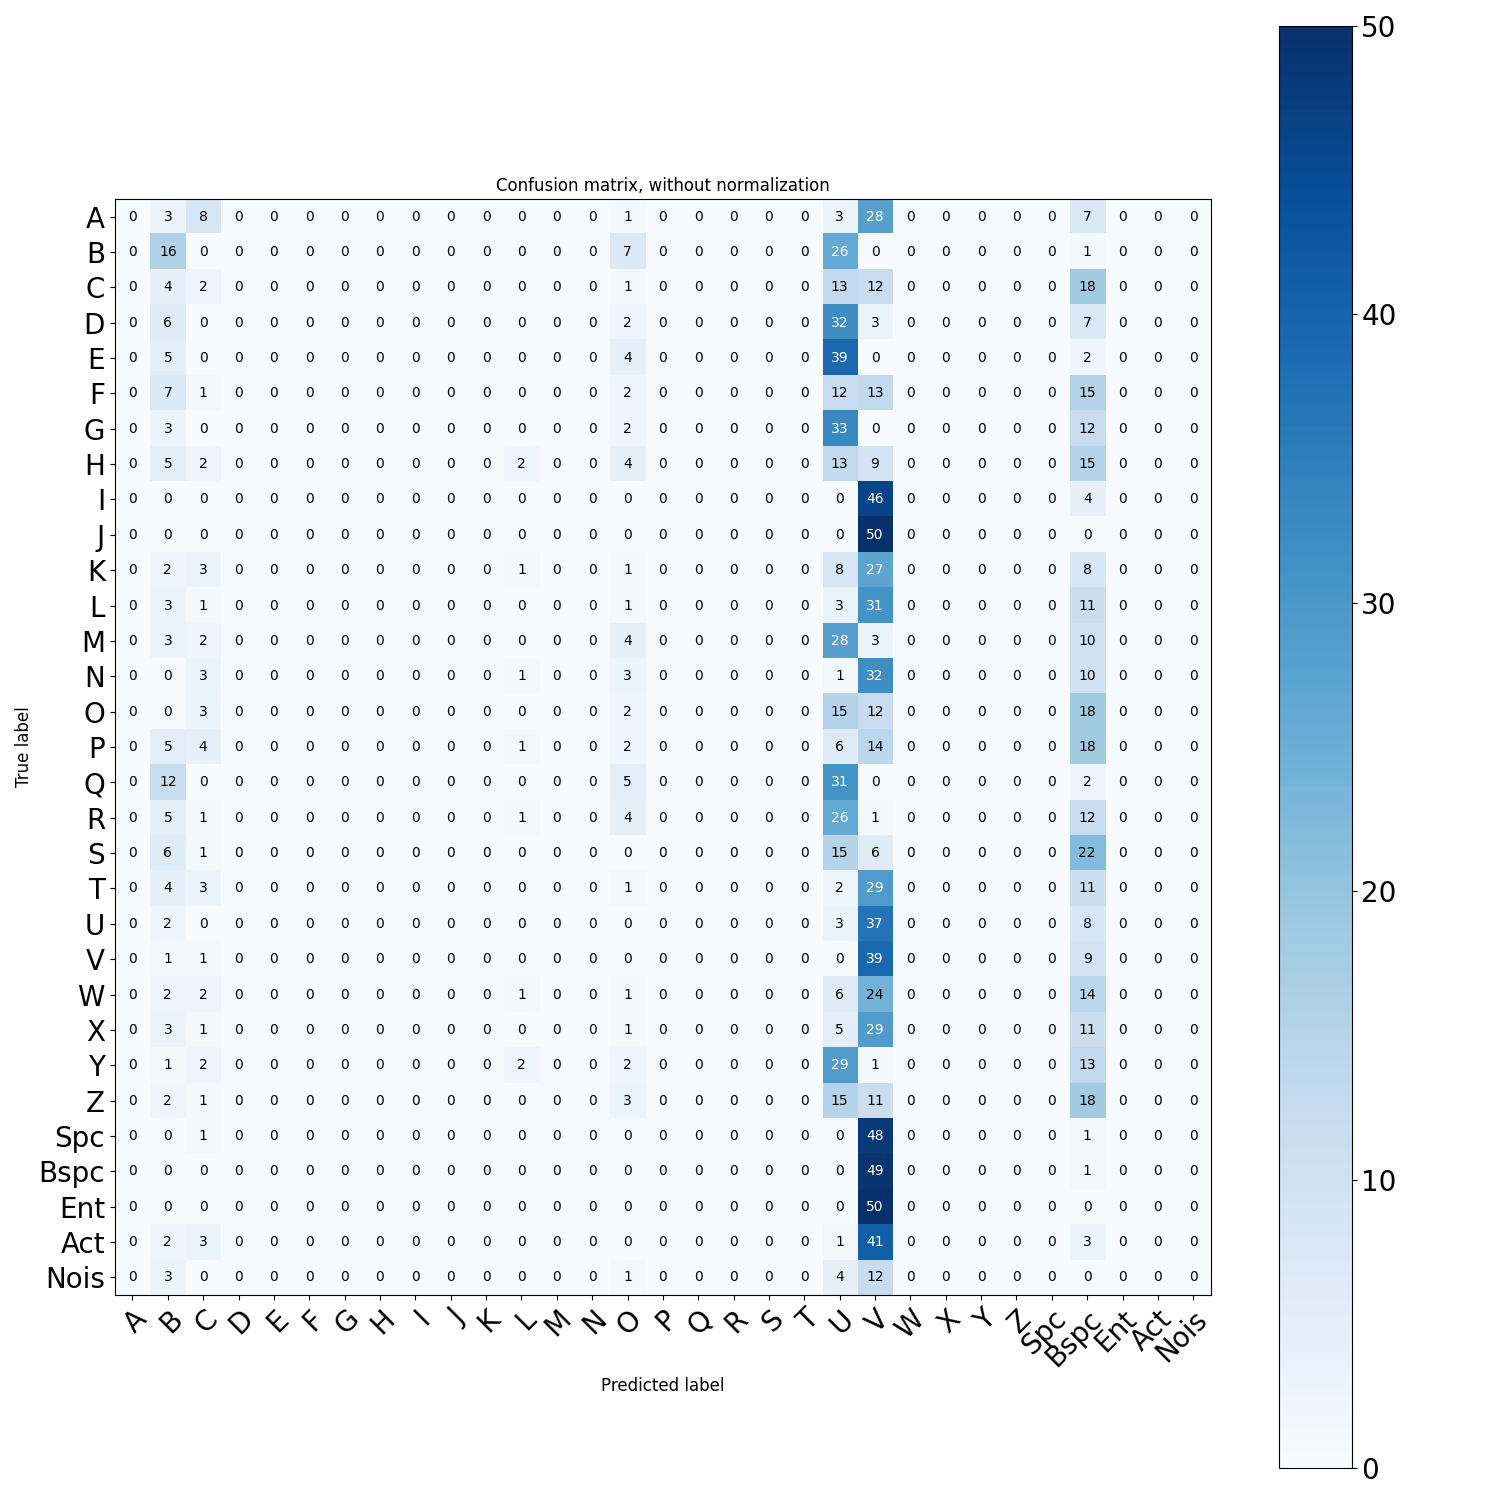 Confusion matrix, without normalization
A 0 3 8 0 0 0 0 0 0 0 0 0 0 0 1 0 0 0 0 0 3 28 0 0 0 0 0 7 0 0 0
B 0 16 0 0 0 0 0 0 0 0 0 0 0 0 7 0 0 0 0 0 26 0 0 0 0 0 0 1 0 0 0
C 0 4 2 0 0 0 0 0 0 0 0 0 0 0 1 0 0 0 0 0 13 12 0 0 0 0 0 18 0 0 0
D 0 6 0 0 0 0 0 0 0 0 0 0 0 0 2 0 0 0 0 0 32 3 0 0 0 0 0 7 0 0 0
E 0 5 0 0 0 0 0 0 0 0 0 0 0 0 4 0 0 0 0 0 39 0 0 0 0 0 0 2 0 0 0
F 0 7 1 0 0 0 0 0 0 0 0 0 0 0 2 0 0 0 0 0 12 13 0 0 0 0 0 15 0 0 0
G 0 3 0 0 0 0 0 0 0 0 0 0 0 0 2 0 0 0 0 0 33 0 0 0 0 0 0 12 0 0 0
H 0 5 2 0 0 0 0 0 0 0 0 2 0 0 4 0 0 0 0 0 13 9 0 0 0 0 0 15 0 0 0
I 0 0 0 0 0 0 0 0 0 0 0 0 0 0 0 0 0 0 0 0 0 46 0 0 0 0 0 4 0 0 0
J 0 0 0 0 0 0 0 0 0 0 0 0 0 0 0 0 0 0 0 0 0 50 0 0 0 0 0 0 0 0 0
K 0 2 3 0 0 0 0 0 0 0 0 1 0 0 1 0 0 0 0 0 8 27 0 0 0 0 0 8 0 0 0
L 0 3 1 0 0 0 0 0 0 0 0 0 0 0 1 0 0 0 0 0 3 31 0 0 0 0 0 11 0 0 0
M 0 3 2 0 0 0 0 0 0 0 0 0 0 0 4 0 0 0 0 0 28 3 0 0 0 0 0 10 0 0 0
N 0 0 3 0 0 0 0 0 0 0 0 1 0 0 3 0 0 0 0 0 1 32 0 0 0 0 0 10 0 0 0
O 0 0 3 0 0 0 0 0 0 0 0 0 0 0 2 0 0 0 0 0 15 12 0 0 0 0 0 18 0 0 0
P 0 5 4 0 0 0 0 0 0 0 0 1 0 0 2 0 0 0 0 0 6 14 0 0 0 0 0 18 0 0 0
Q 0 12 0 0 0 0 0 0 0 0 0 0 0 0 5 0 0 0 0 0 31 0 0 0 0 0 0 2 0 0 0
R 0 5 1 0 0 0 0 0 0 0 0 1 0 0 4 0 0 0 0 0 26 1 0 0 0 0 0 12 0 0 0
S 0 6 1 0 0 0 0 0 0 0 0 0 0 0 0 0 0 0 0 0 15 6 0 0 0 0 0 22 0 0 0
T 0 4 3 0 0 0 0 0 0 0 0 0 0 0 1 0 0 0 0 0 2 29 0 0 0 0 0 11 0 0 0
U 0 2 0 0 0 0 0 0 0 0 0 0 0 0 0 0 0 0 0 0 3 37 0 0 0 0 0 8 0 0 0
V 0 1 1 0 0 0 0 0 0 0 0 0 0 0 0 0 0 0 0 0 0 39 0 0 0 0 0 9 0 0 0
W 0 2 2 0 0 0 0 0 0 0 0 1 0 0 1 0 0 0 0 0 6 24 0 0 0 0 0 14 0 0 0
X 0 3 1 0 0 0 0 0 0 0 0 0 0 0 1 0 0 0 0 0 5 29 0 0 0 0 0 11 0 0 0
Y 0 1 2 0 0 0 0 0 0 0 0 2 0 0 2 0 0 0 0 0 29 1 0 0 0 0 0 13 0 0 0
Z 0 2 1 0 0 0 0 0 0 0 0 0 0 0 3 0 0 0 0 0 15 11 0 0 0 0 0 18 0 0 0
Spc 0 0 1 0 0 0 0 0 0 0 0 0 0 0 0 0 0 0 0 0 0 48 0 0 0 0 0 1 0 0 0
Bspc 0 0 0 0 0 0 0 0 0 0 0 0 0 0 0 0 0 0 0 0 0 49 0 0 0 0 0 1 0 0 0
Ent 0 0 0 0 0 0 0 0 0 0 0 0 0 0 0 0 0 0 0 0 0 50 0 0 0 0 0 0 0 0 0
Act 0 2 3 0 0 0 0 0 0 0 0 0 0 0 0 0 0 0 0 0 1 41 0 0 0 0 0 3 0 0 0
Nois 0 3 0 0 0 0 0 0 0 0 0 0 0 0 1 0 0 0 0 0 4 12 0 0 0 0 0 0 0 0 0
A B C D E F G H I J K L M N O P Q R S T U V W X Y Z Spc Bspc Ent Act Nois
Predicted label
True label
50
40
30
20
10
0